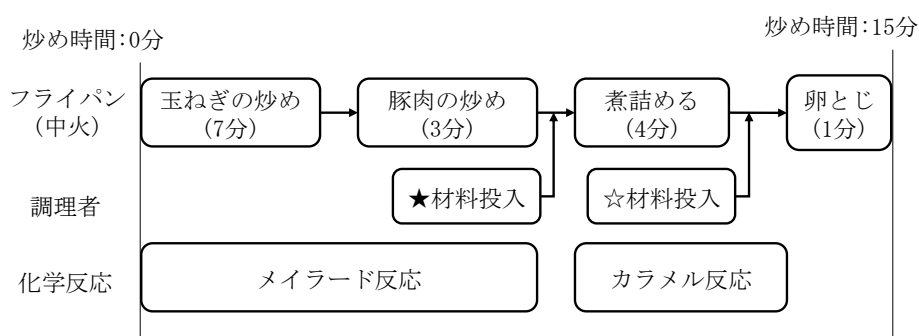 炒め時間:0分
炒め時間:15分
フライパン
(中火)
玉ねぎの炒め
(7分)
豚肉の炒め
(3分)
煮詰める
(4分)
卵とじ
(1分)
調理者
★材料投入
☆材料投入
化学反応
メイラード反応
カラメル反応